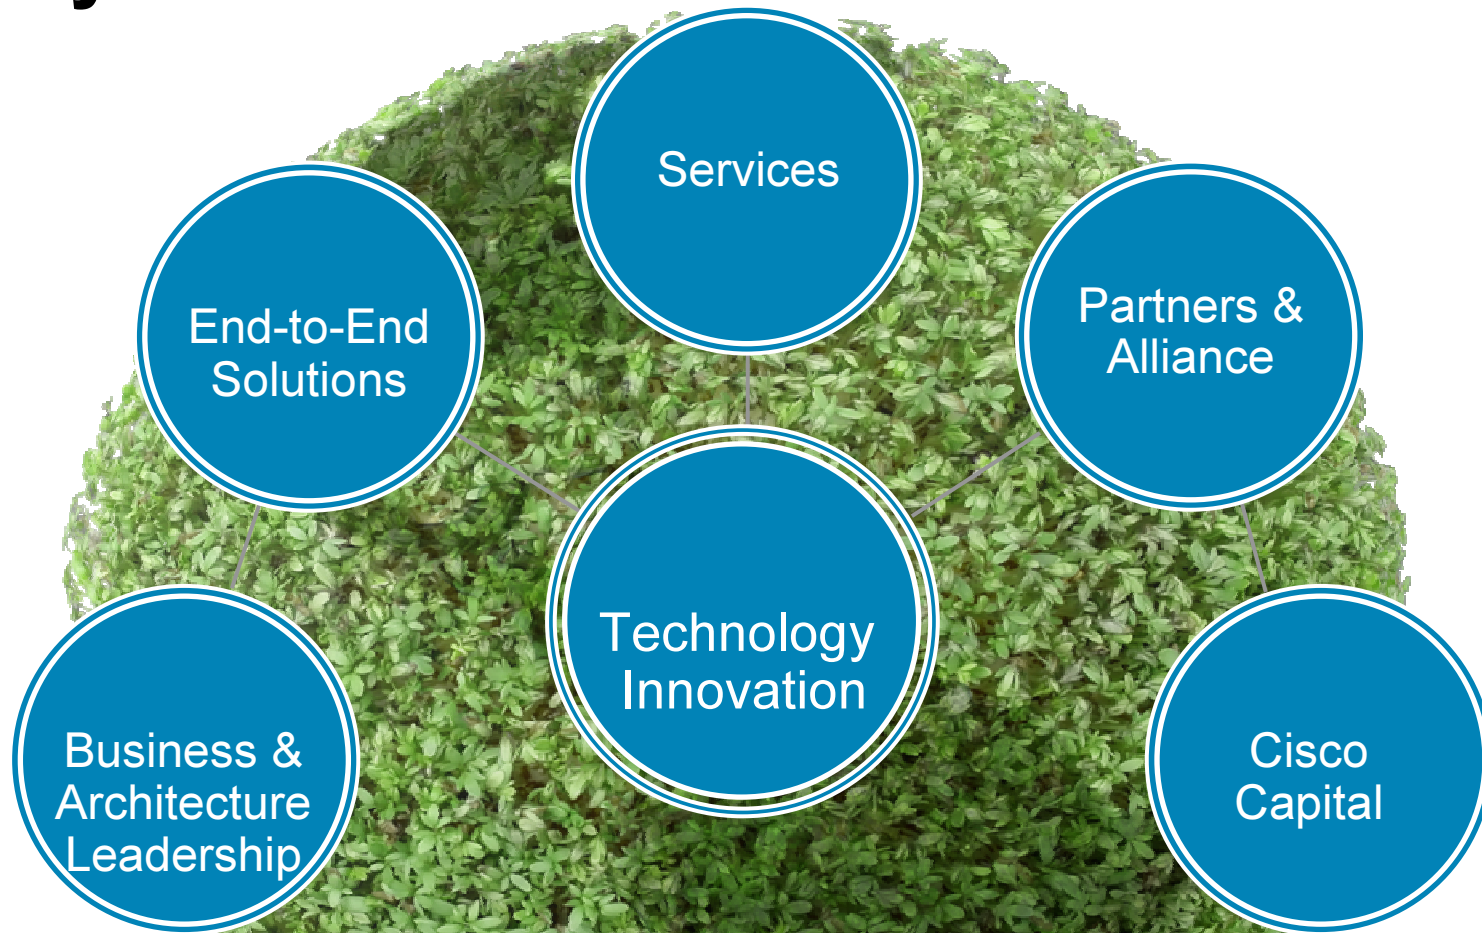 Services
End-to-End
Solutions
Partners &
Alliance
Technology
Innovation
Business &
Architecture
Leadership
Cisco
Capital